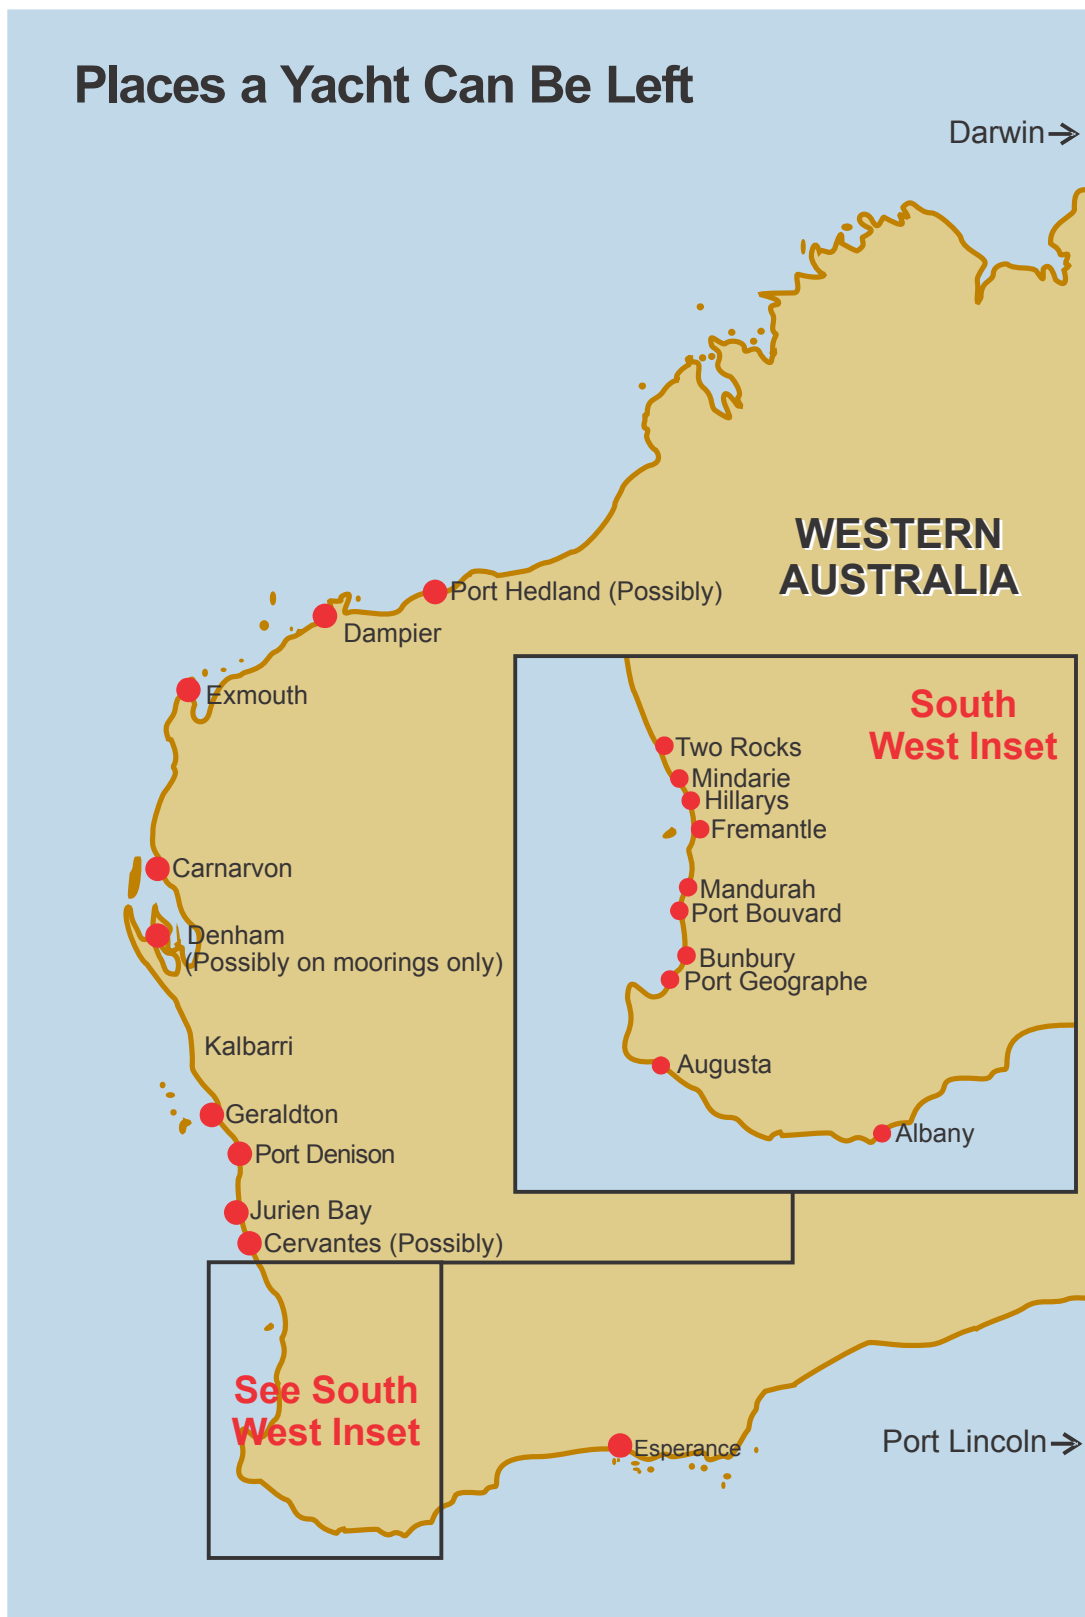 Places a Yacht Can Be Left
Darwin
WESTERN
AUSTRALIA
Port Hedland (Possibly)
Dampier
Exmouth
South
West Inset
Two Rocks
Mindarie
Hillarys
Fremantle
Carnarvon
Mandurah
Port Bouvard
Denham
(Possibly on moorings only)
Bunbury
Port Geographe
Kalbarri
Augusta
Geraldton
Albany
Port Denison
Jurien Bay
Cervantes (Possibly)
See South
West Inset
Esperance
Port Lincoln